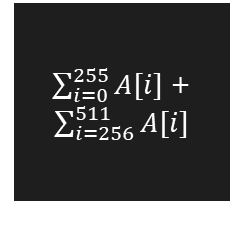 ∑_{i=0}^{255} A[i] +
∑_{i=256}^{511} A[i]